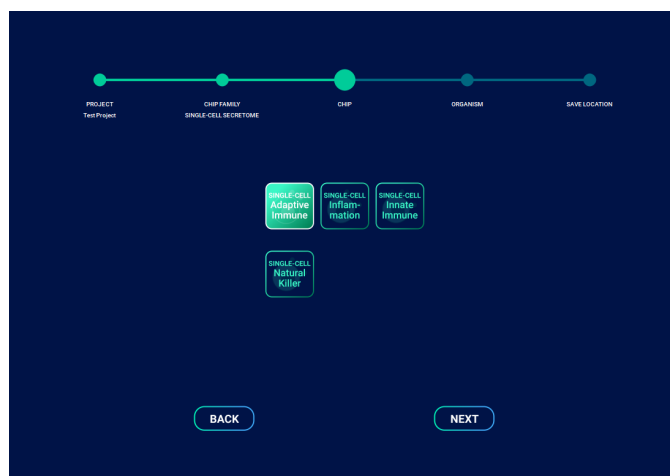 PROJECT
Test Project
CHIP FAMILY
SINGLE-CELL SECRETOME
CHIP
ORGANISM
SAVE LOCATION
SINGLE-CELL
Adaptive
Immune
SINGLE-CELL
Inflam-
mation
SINGLE-CELL
Innate
Immune
SINGLE-CELL
Natural
Killer
BACK
NEXT